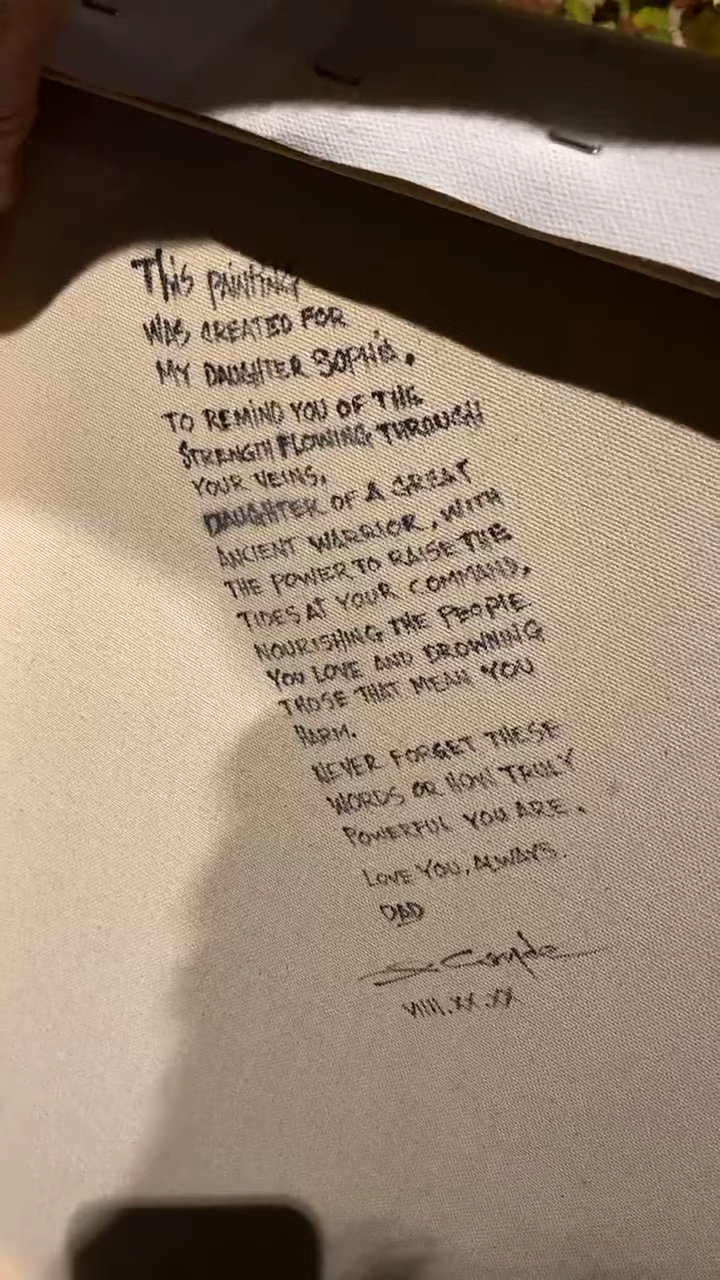 This PAINTING
WAS CREATED FOR
MY DAUGHTER SOPHIA.
TO REMIND YOU OF THE
STRENGTH FLOWING THROUGH
YOUR VEINS.
DAUGHTER OF A GREAT
ANCIENT WARRIOR, WITH
THE POWER TO RAISE THE
TIDES AT YOUR COMMAND,
NOURISHING THE PEOPLE
YOU LOVE AND DROWNING
THOSE THAT MEAN YOU
HARM.
NEVER FORGET THESE
WORDS OR HOW TRULY
POWERFUL YOU ARE.
LOVE YOU, ALWAYS.
DAD
VIIII.XX.XX